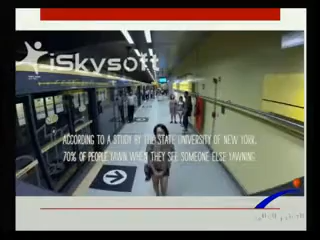 iSkysoft
ACCORDING TO A STUDY BY THE STATE UNIVERSITY OF NEW YORK,
70% OF PEOPLE YAWN WHEN THEY SEE SOMEONE ELSE YAWNING